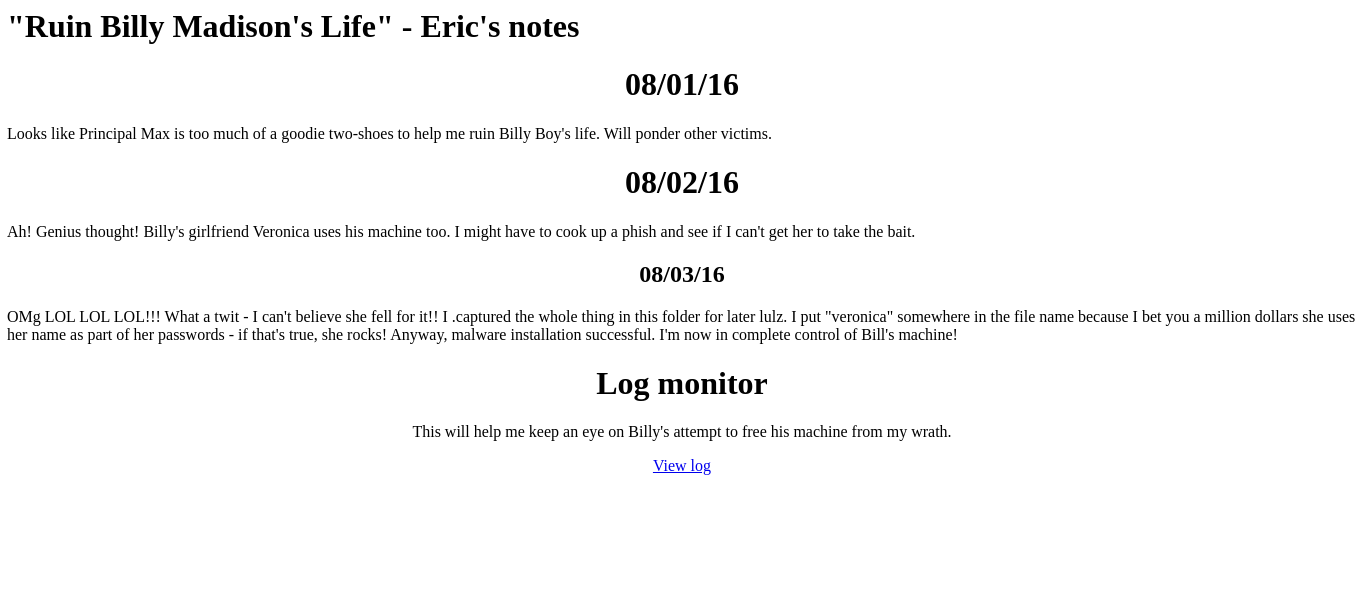 "Ruin Billy Madison's Life" - Eric's notes
08/01/16
Looks like Principal Max is too much of a goodie two-shoes to help me ruin Billy Boy's life. Will ponder other victims.
08/02/16
Ah! Genius thought! Billy's girlfriend Veronica uses his machine too. I might have to cook up a phish and see if I can't get her to take the bait.
08/03/16
OMg LOL LOL LOL!!! What a twit - I can't believe she fell for it!! I .captured the whole thing in this folder for later lulz. I put "veronica" somewhere in the file name because I bet you a million dollars she uses
her name as part of her passwords - if that's true, she rocks! Anyway, malware installation successful. I'm now in complete control of Bill's machine!
Log monitor
This will help me keep an eye on Billy's attempt to free his machine from my wrath.
View log